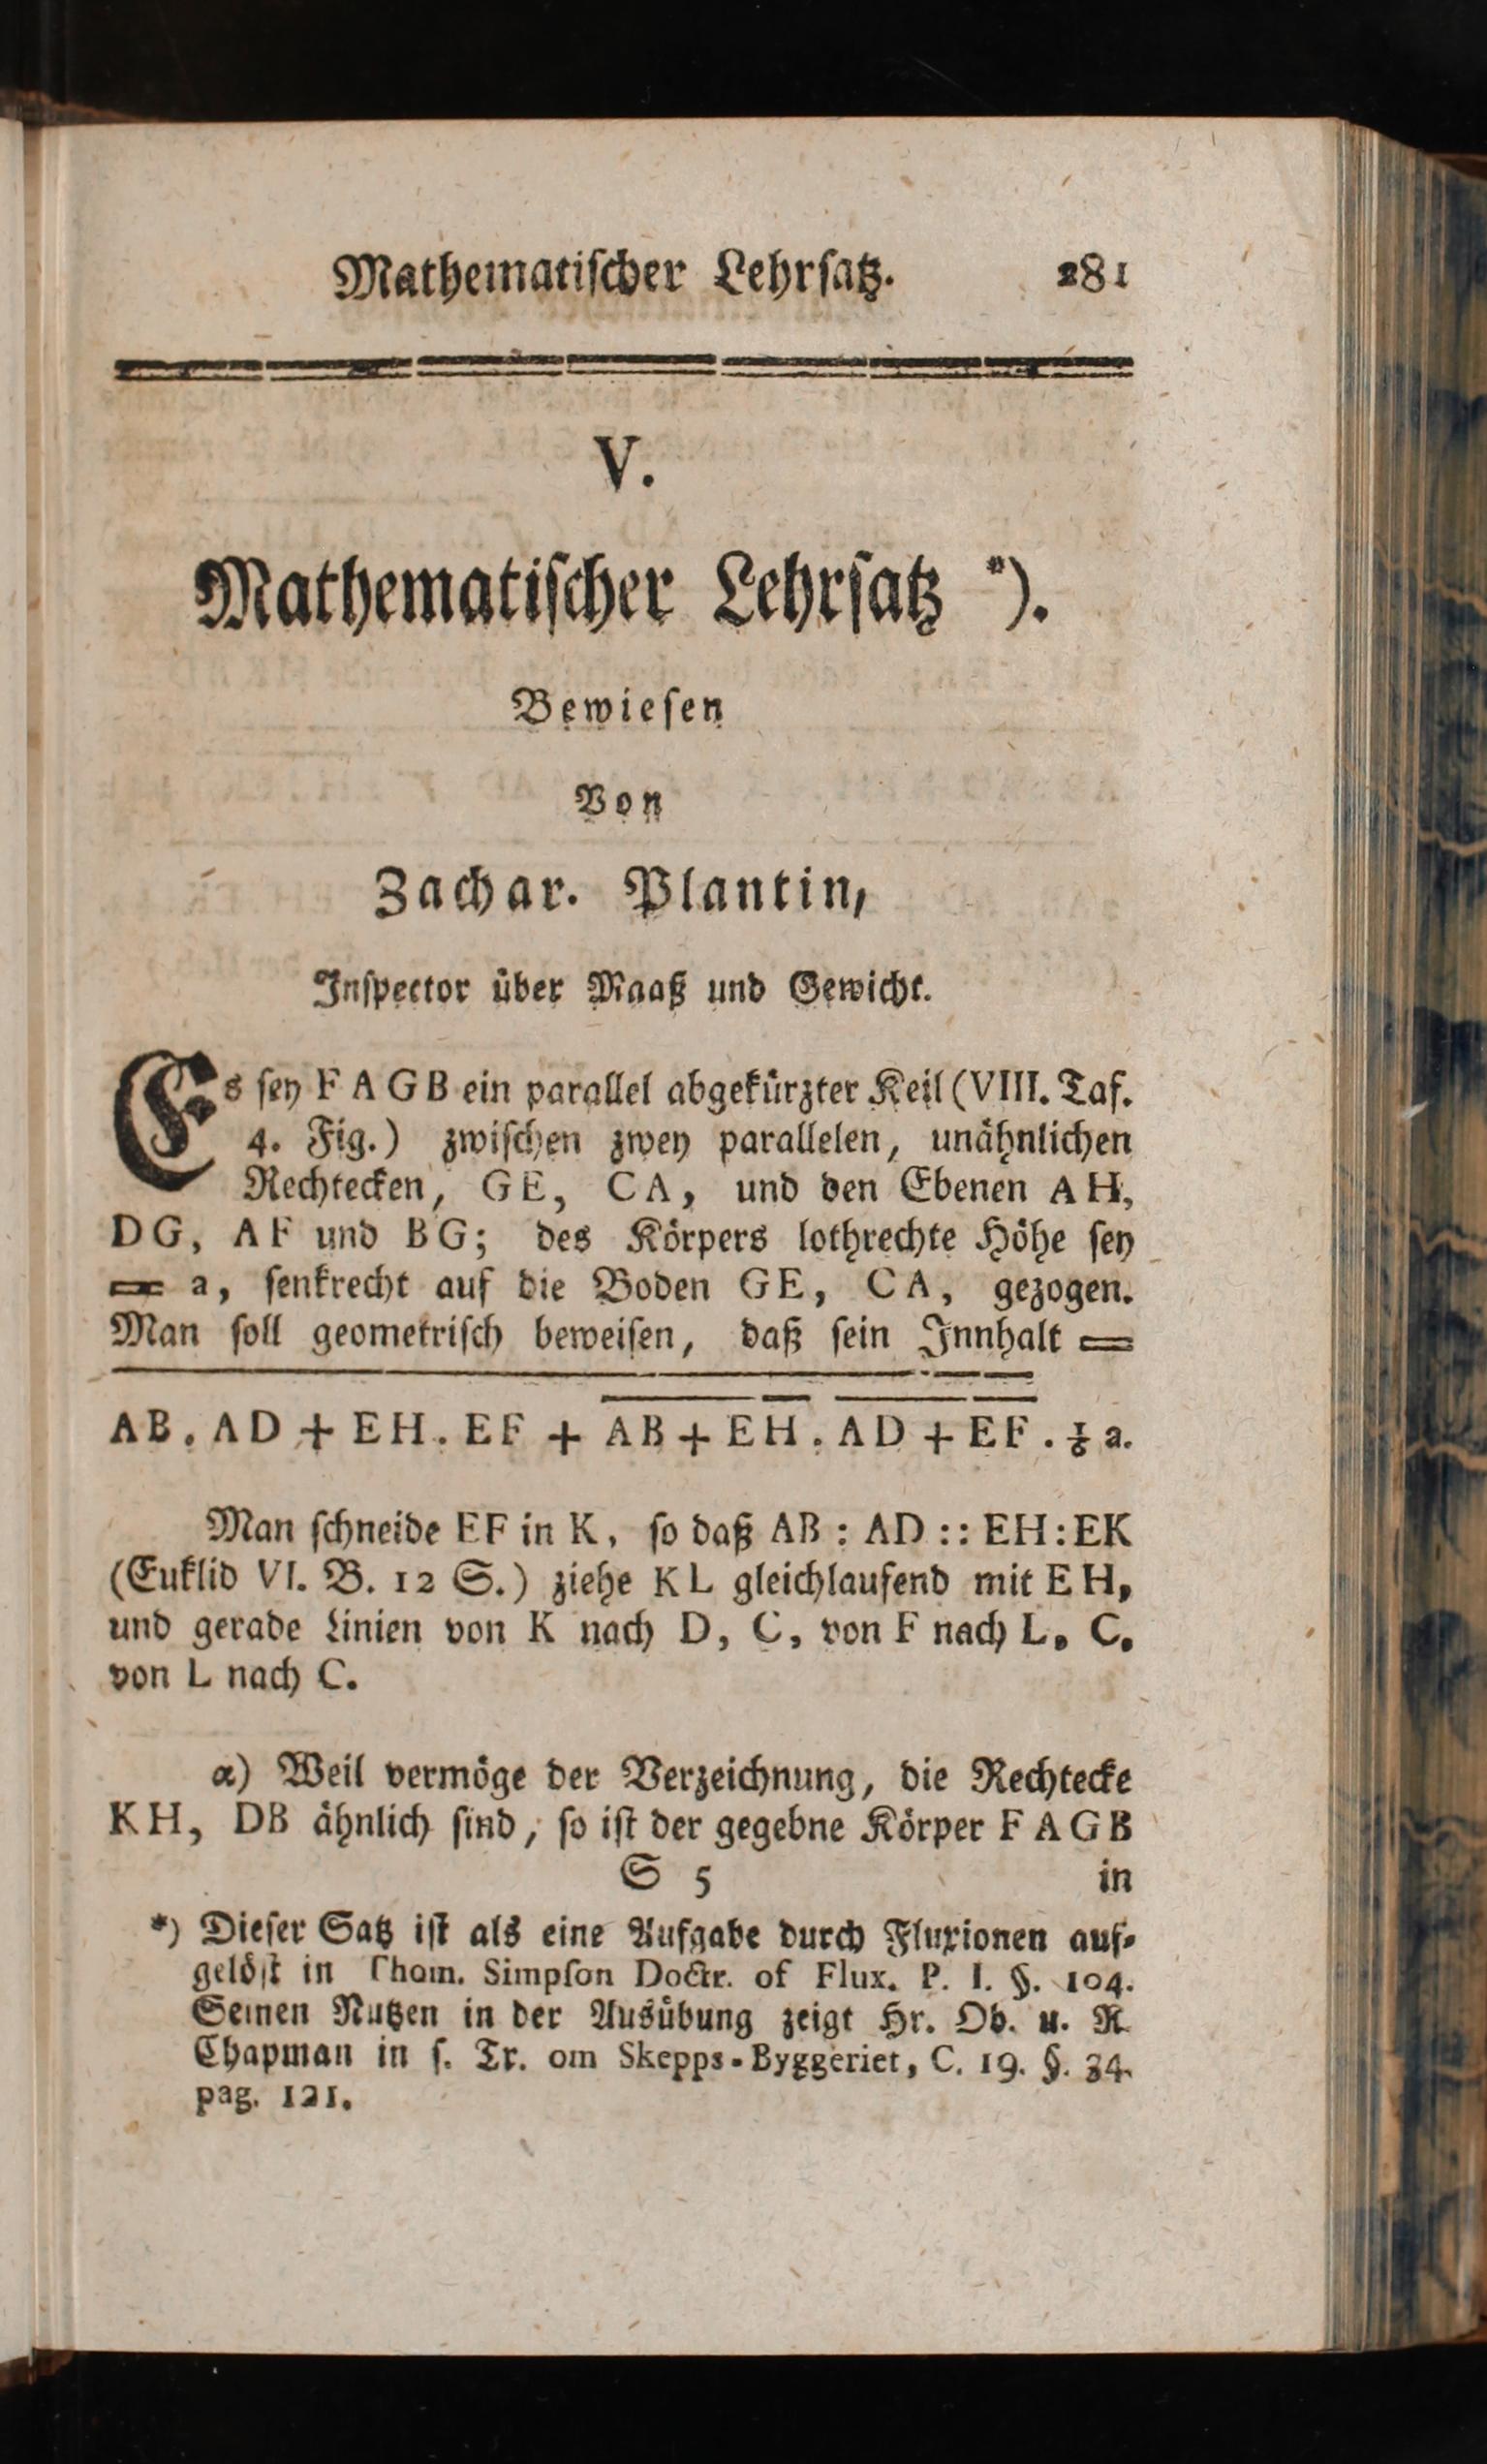 Mathematiſcher Lehrſatz. 281
V.
Mathematiſcher Lehrſatz *).
Bewieſen
Von
Zachar. Plantin,
Inſpector über Maaß und Gewicht.
Es ſey F A G B ein parallel abgekürzter Keil (VIII. Taf.
4. Fig.) zwiſchen zwey parallelen, unähnlichen
Rechtecken, GE, CA, und den Ebenen AH,
DG, AF und BG; des Körpers lothrechte Höhe ſey
= a, ſenkrecht auf die Boden GE, CA, gezogen.
Man ſoll geometriſch beweiſen, daß ſein Innhalt =
AB. AD + EH. EF + AB + EH. AD + EF. ⅙ a.
Man ſchneide EF in K, ſo daß AB : AD :: EH : EK
(Euklid VI. B. 12 S.) ziehe KL gleichlaufend mit EH,
und gerade Linien von K nach D, C, von F nach L, C,
von L nach C.
α) Weil vermöge der Verzeichnung, die Rechtecke
KH, DB ähnlich ſind, ſo iſt der gegebne Körper F A G B
S 5 in
*) Dieſer Satz iſt als eine Aufgabe durch Fluxionen auf-
gelöſt in Thom. Simpſon Doctr. of Flux. P. I. §. 104.
Seinen Nutzen in der Ausübung zeigt Hr. Ob. u. R
Chapman in ſ. Tr. om Skepps-Byggeriet, C. 19. §. 34.
pag. 121.